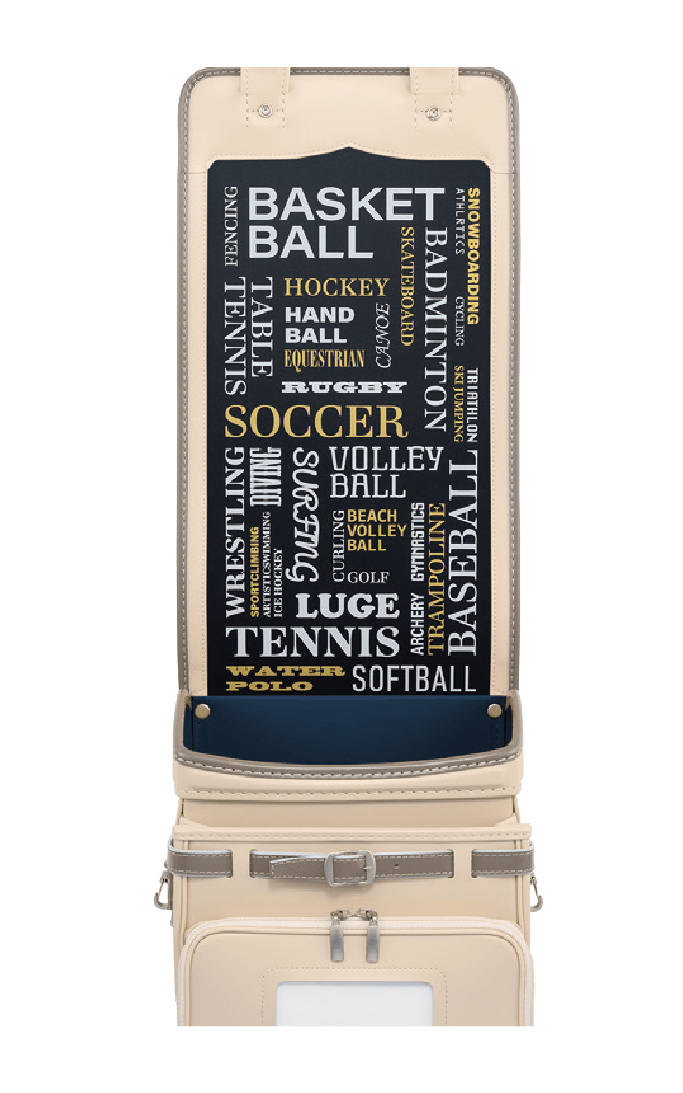 FENCING
BASKET
BALL
SNOWBOARDING
ATHLETICS
SKATEBOARD
BADMINTON
CYCLING
TABLE
TENNIS
HOCKEY
HAND
BALL
CANOE
EQUESTRIAN
RUGBY
TRIATHLON
SKI JUMPING
SOCCER
WRESTLING
DIVING
SURFING
VOLLEY
BALL
BASEBALL
SPORTCLIMBING
ARTISTICSWIMMING
ICE HOCKEY
CURLING
BEACH
VOLLEY
BALL
GYMNASTICS
TRAMPOLINE
GOLF
LUGE
ARCHERY
TENNIS
WATER
POLO
SOFTBALL